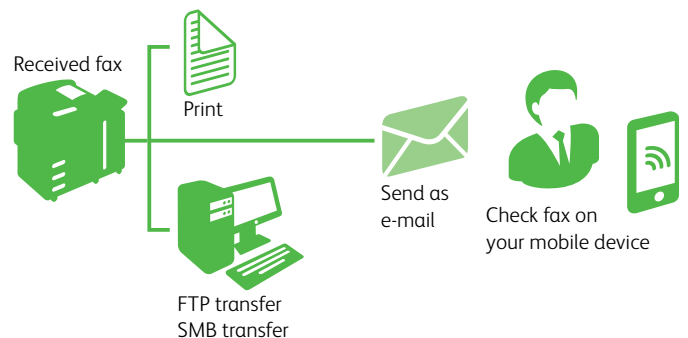 Received fax
Print
Send as
e-mail
Check fax on
your mobile device
FTP transfer
SMB transfer